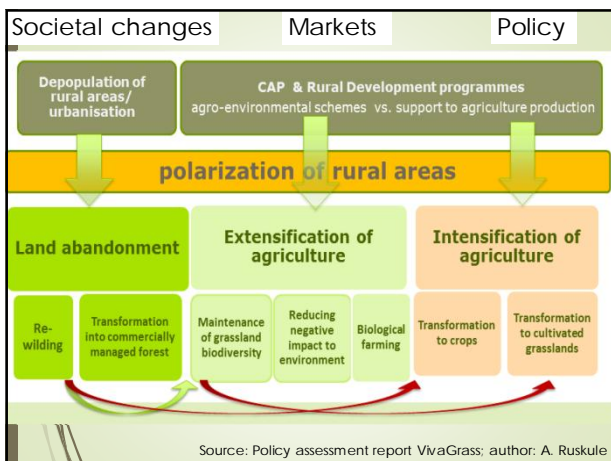 Societal changes Markets Policy
Depopulation of
rural areas/
urbanisation
CAP & Rural Development programmes
agro-environmental schemes vs. support to agriculture production
polarization of rural areas
Land abandonment
Extensification of
agriculture
Intensification of
agriculture
Re-
wilding
Transformation
into commercially
managed forest
Maintenance
of grassland
biodiversity
Reducing
negative
impact to
environment
Biological
farming
Transformation
to crops
Transformation
to cultivated
grasslands
Source: Policy assessment report VivaGrass; author: A. Ruskule